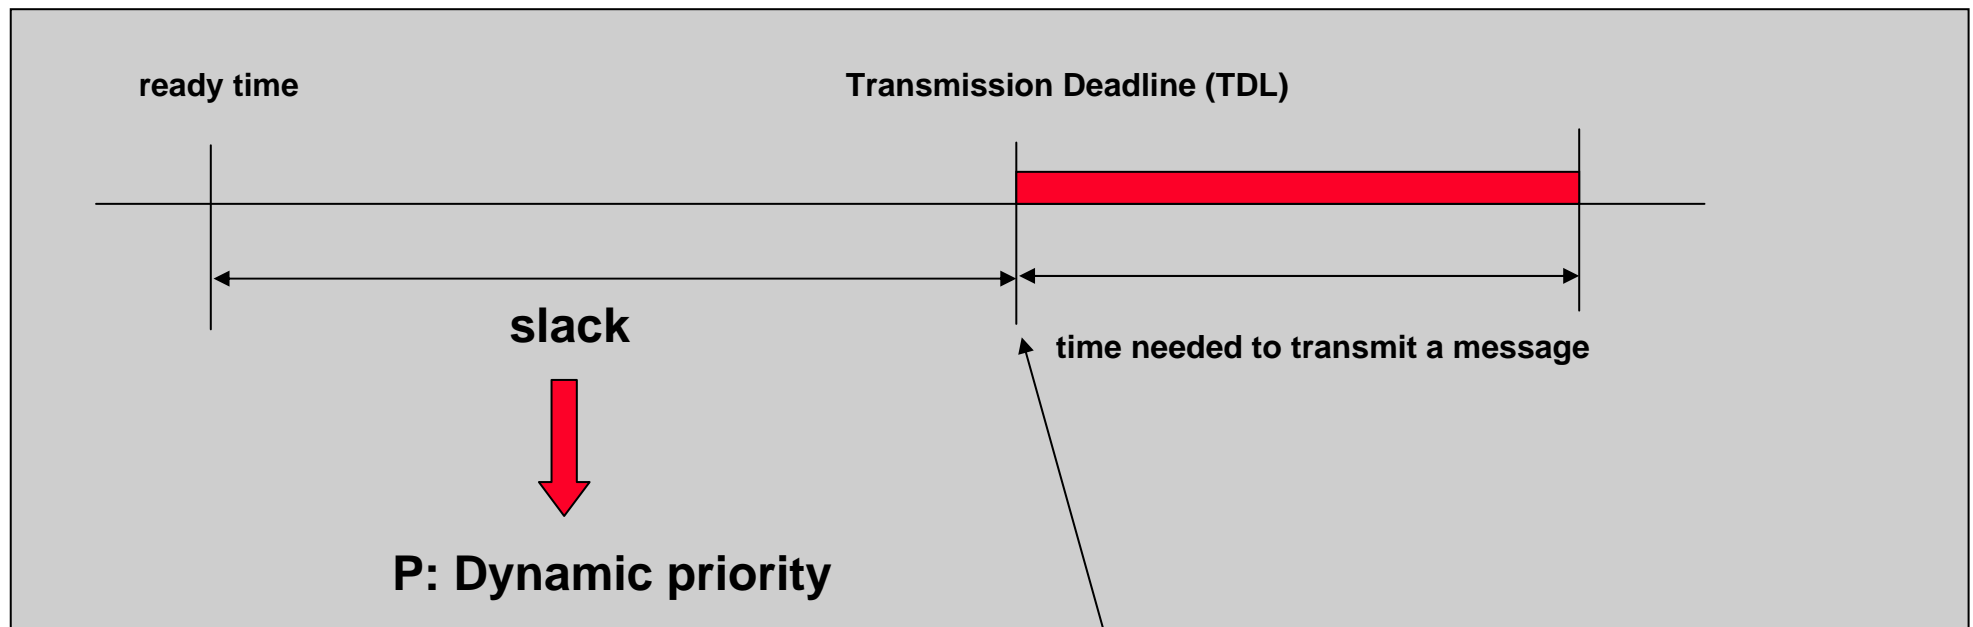 ready time
Transmission Deadline (TDL)
slack
time needed to transmit a message
P: Dynamic priority